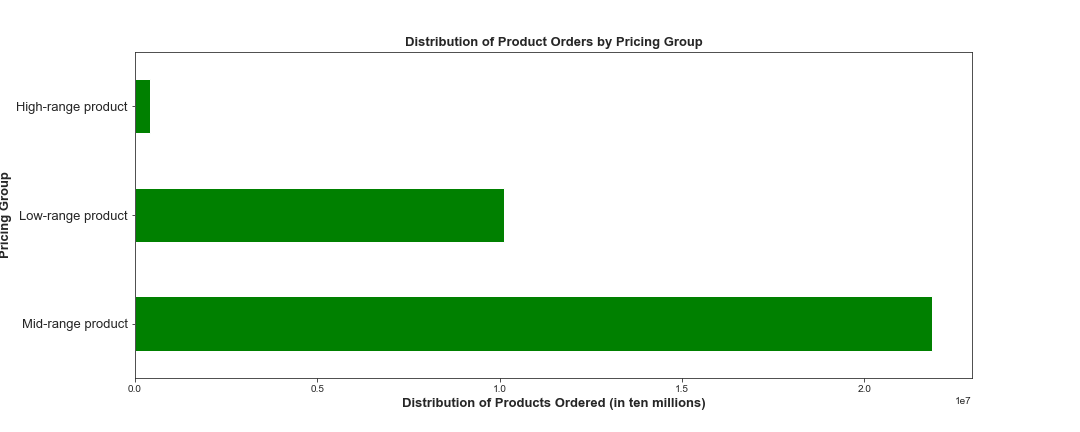 Distribution of Product Orders by Pricing Group
Pricing Group
High-range product
Low-range product
Mid-range product
0.0 0.5 1.0 1.5 2.0
1e7
Distribution of Products Ordered (in ten millions)